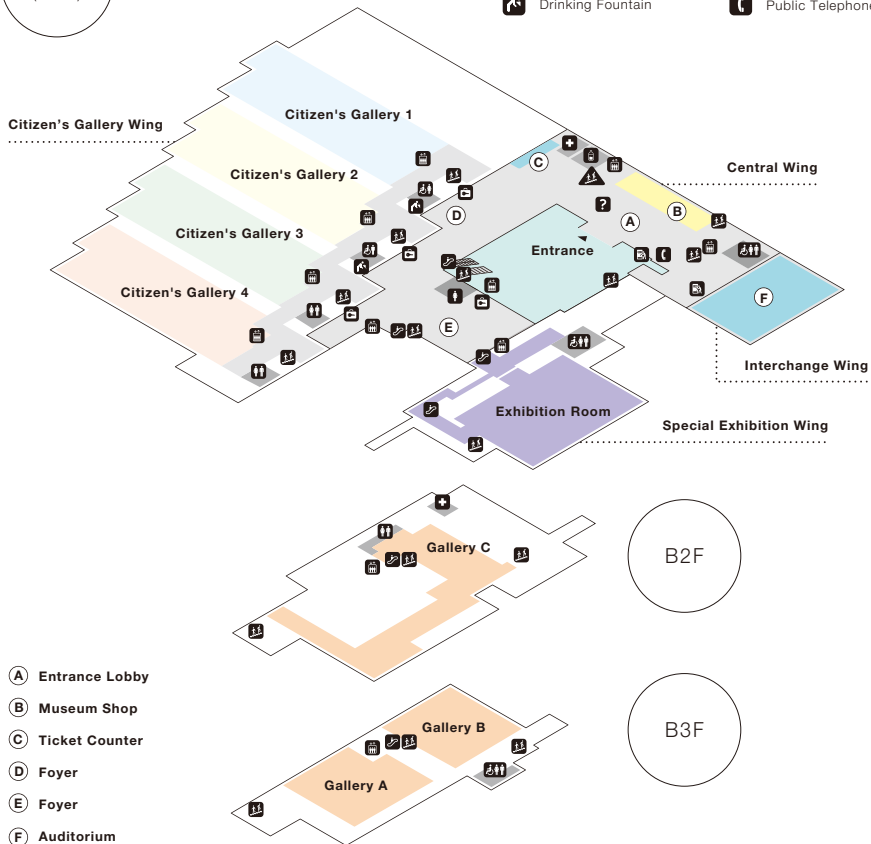 Drinking Fountain
Public Telephone
Citizen's Gallery 1
Citizen’s Gallery Wing
C
Central Wing
Citizen's Gallery 2
D
A
B
Citizen's Gallery 3
Entrance
Citizen's Gallery 4
F
E
Interchange Wing
Exhibition Room
Special Exhibition Wing
Gallery C
B2F
A Entrance Lobby
B Museum Shop
C Ticket Counter
D Foyer
E Foyer
F Auditorium
Gallery B
B3F
Gallery A